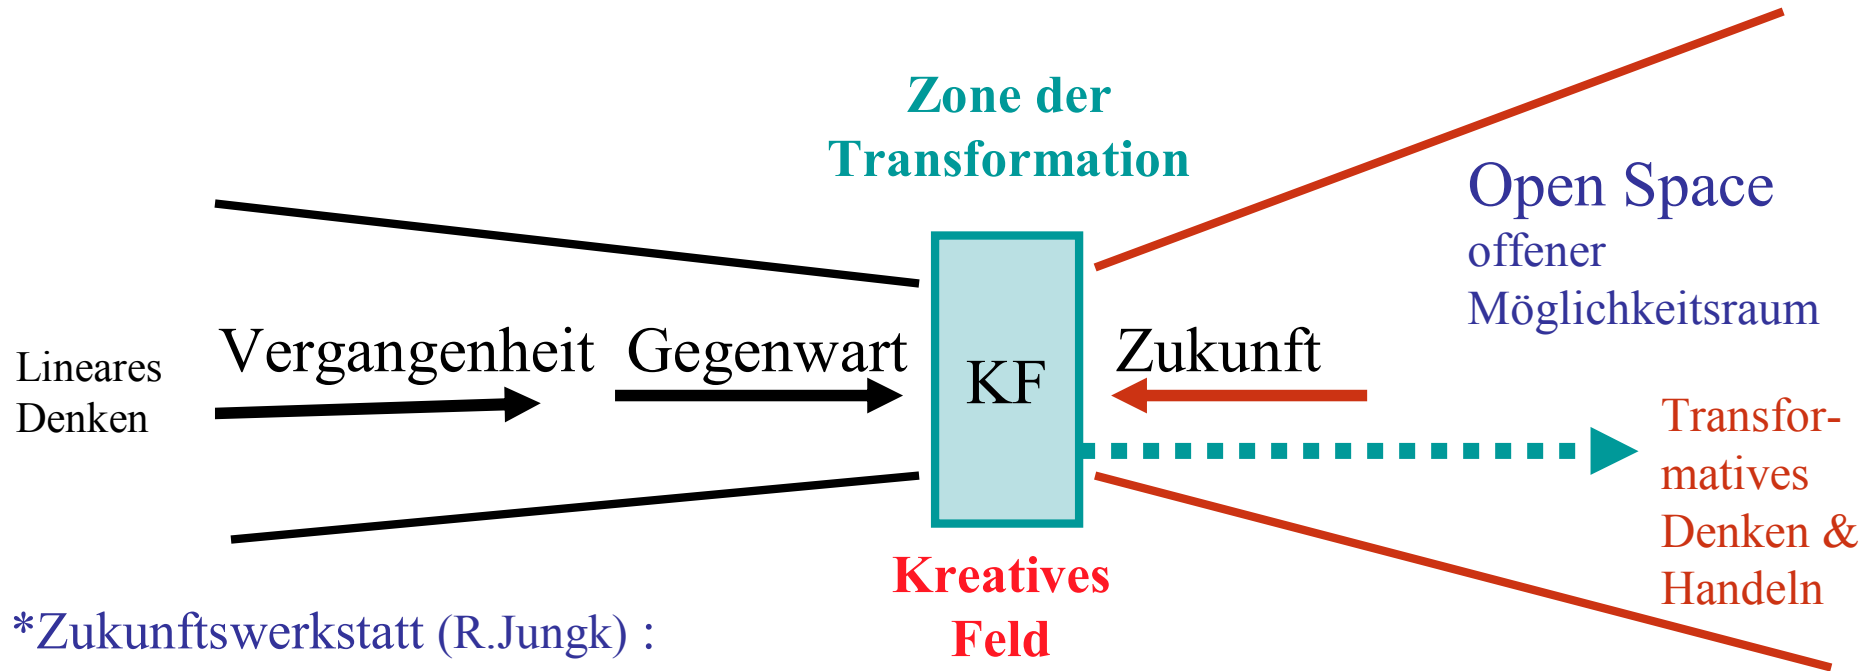 Zone der
Transformation
Open Space
offener
Möglichkeitsraum
Lineares
Denken
Vergangenheit
Gegenwart
KF
Zukunft
Transfor-
matives
Denken &
Handeln
Kreatives
Feld
*Zukunftswerkstatt (R.Jungk) :